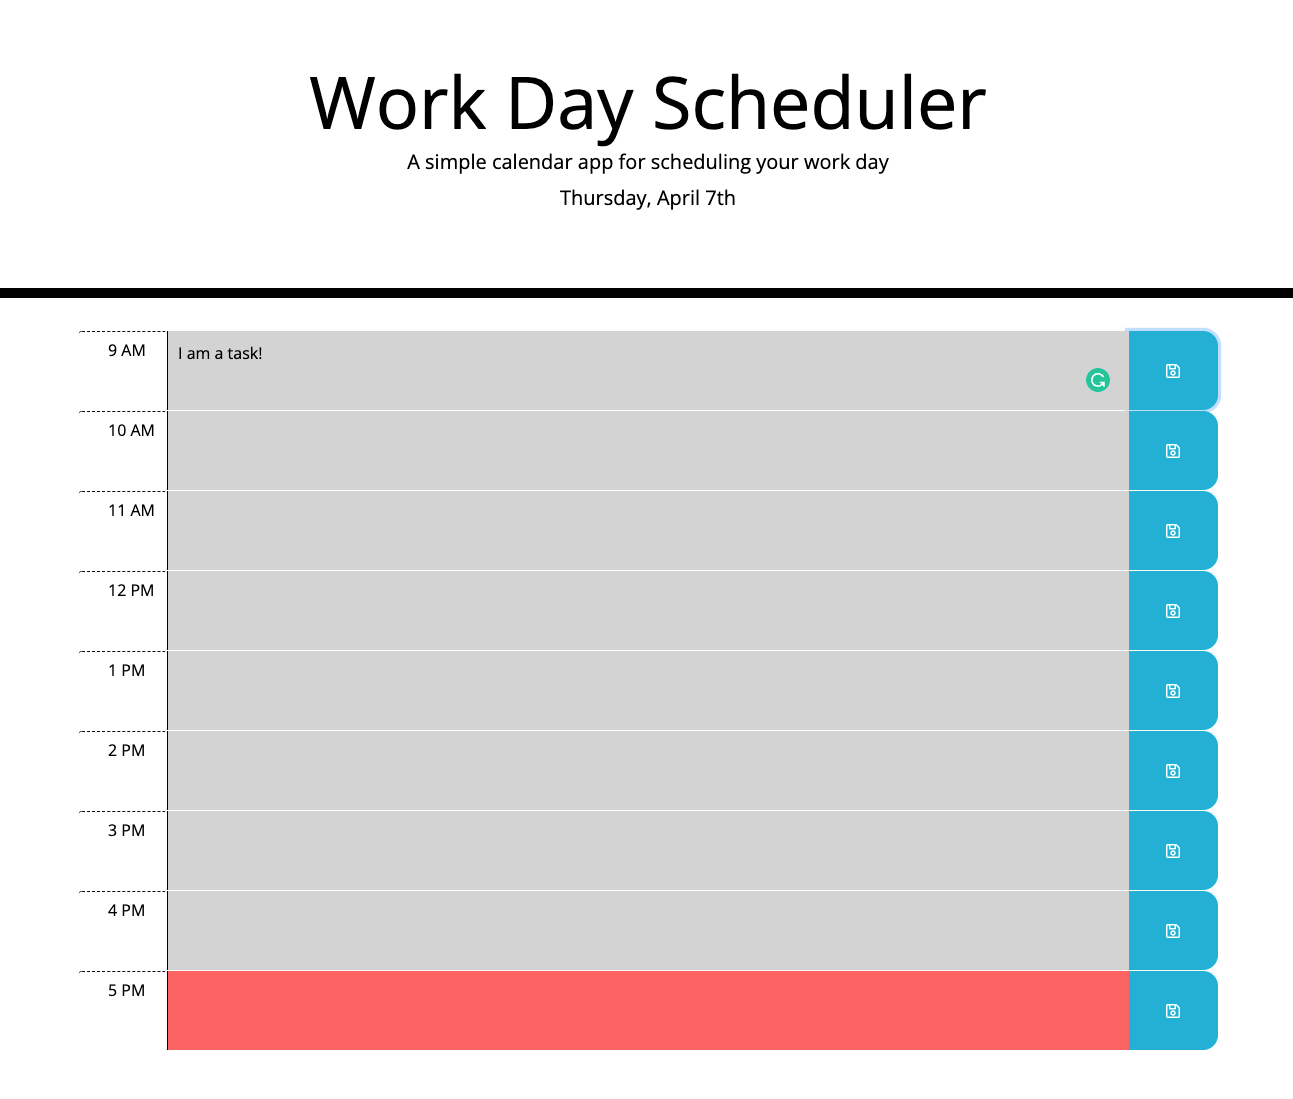 Work Day Scheduler
A simple calendar app for scheduling your work day
Thursday, April 7th
9 AM
I am a task!
10 AM
11 AM
12 PM
1 PM
2 PM
3 PM
4 PM
5 PM